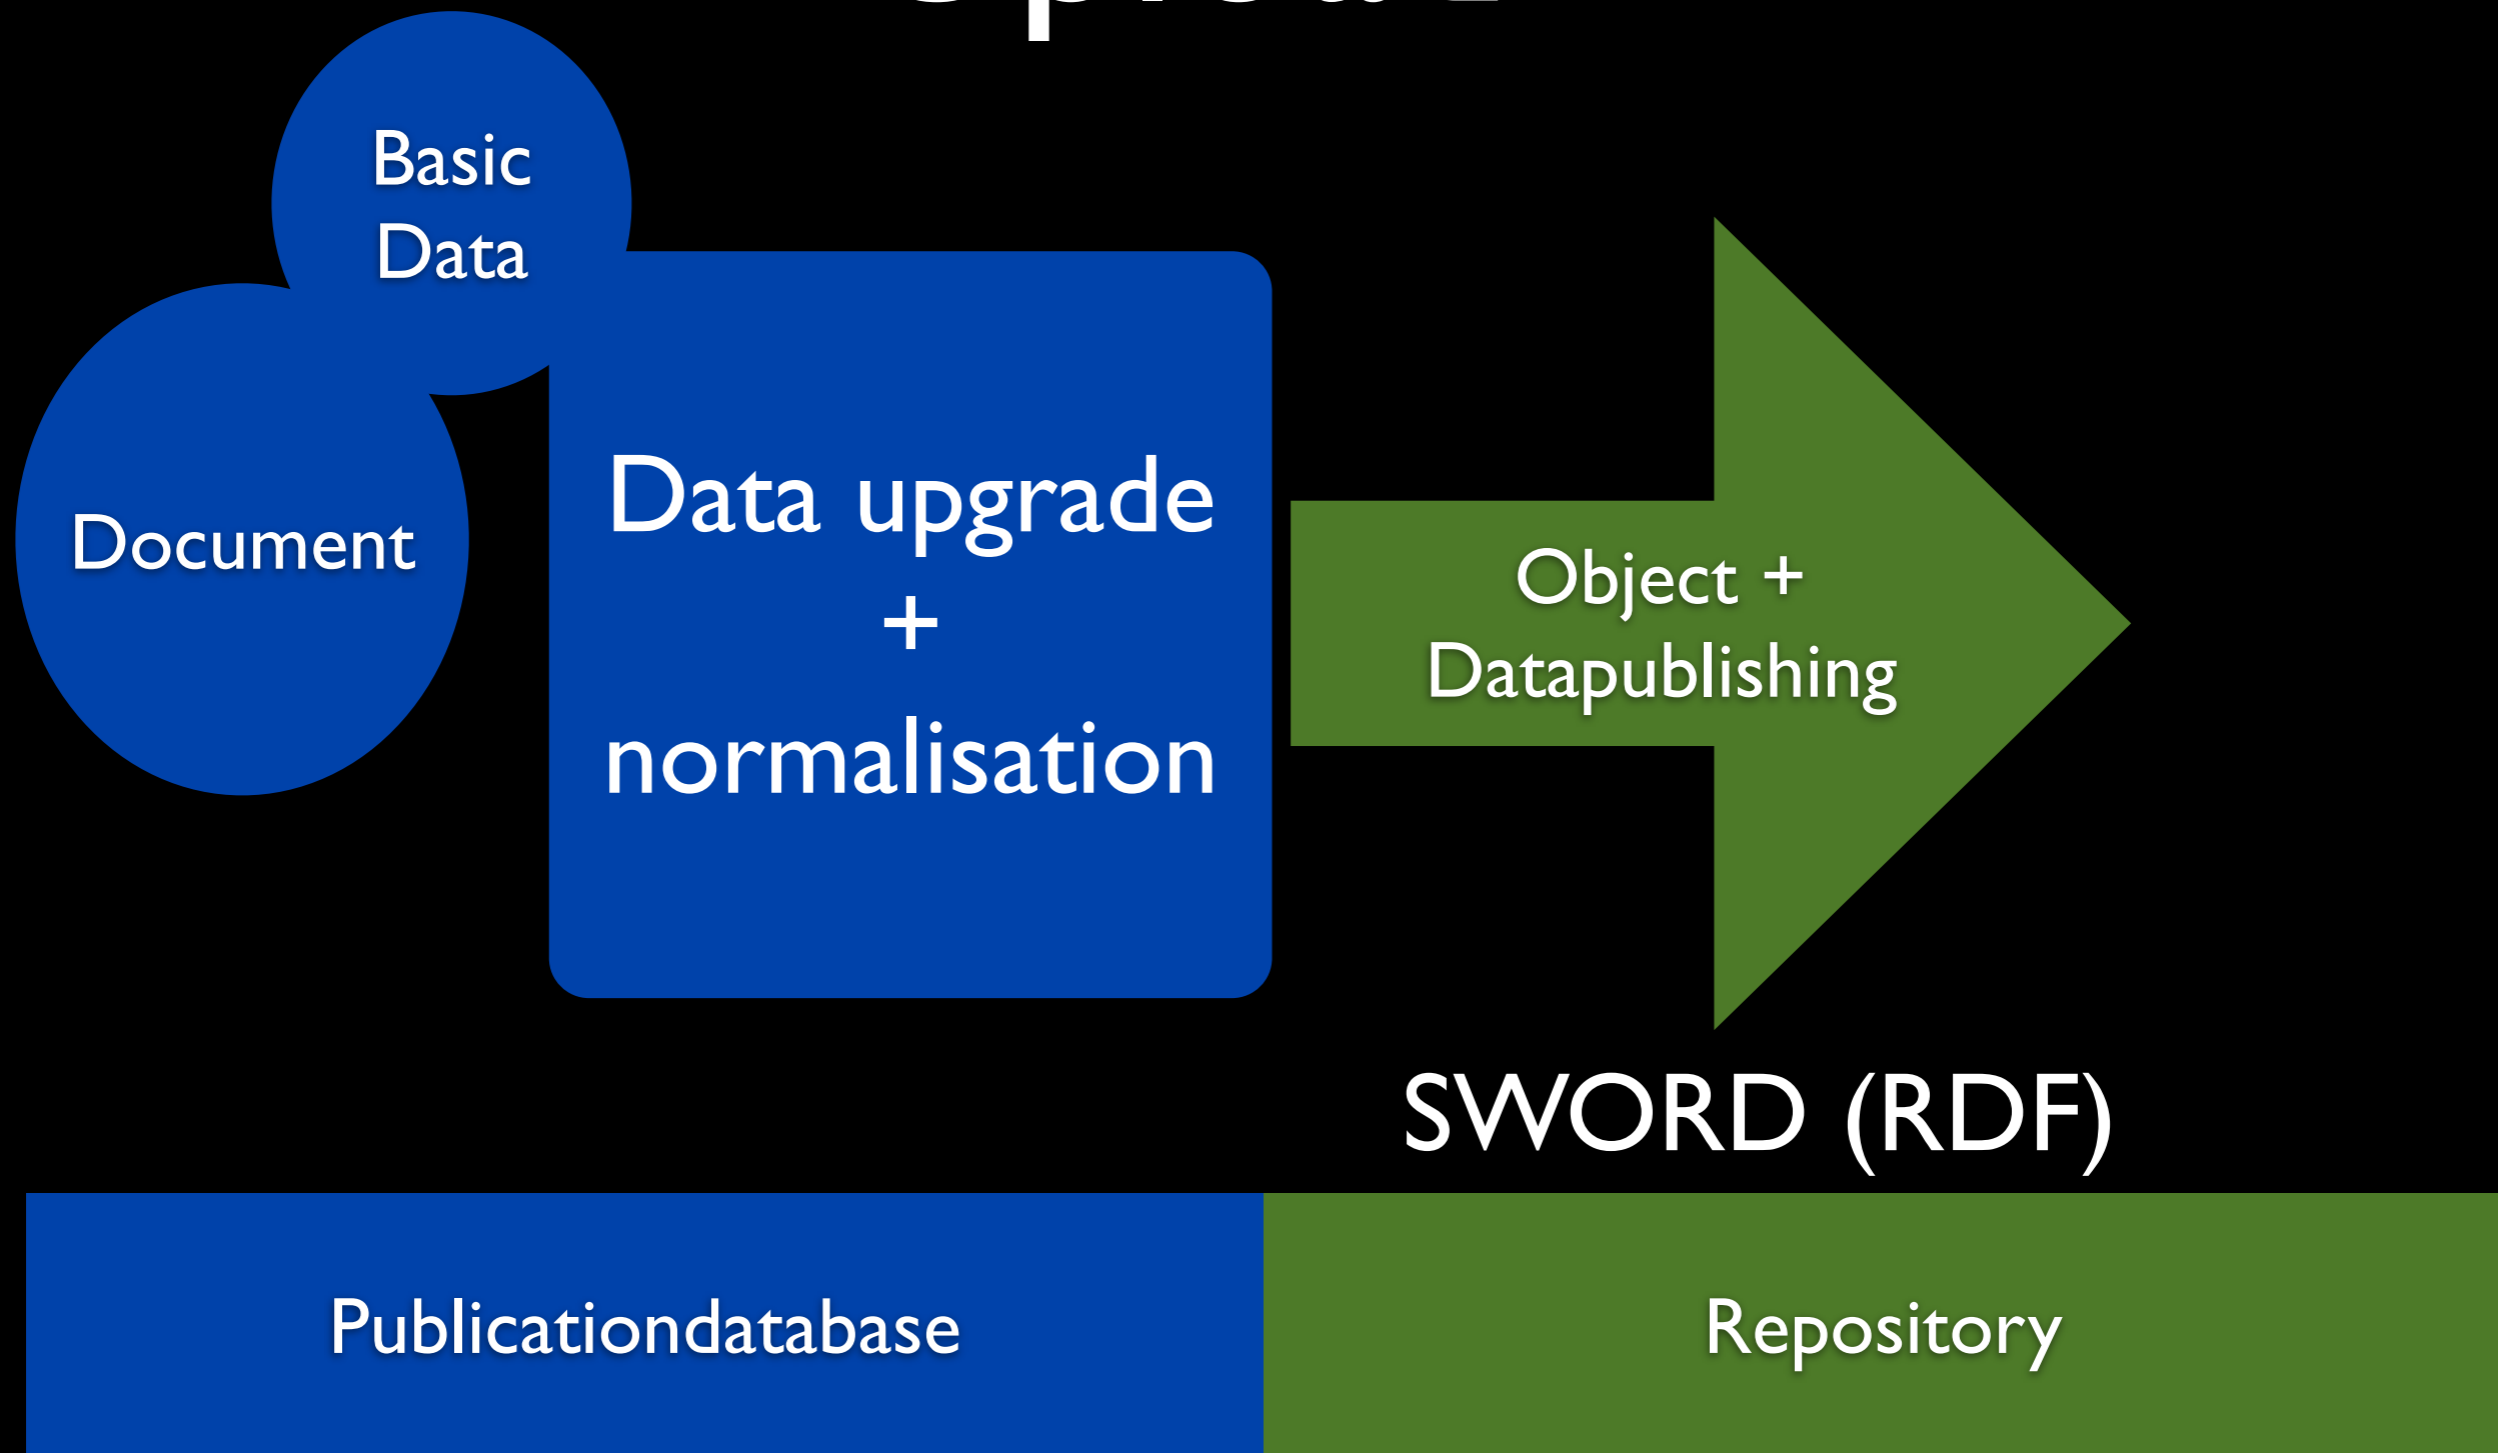 Basic
Data
Document
Data upgrade
+
normalisation
Object +
Datapublishing
SWORD (RDF)
Publicationdatabase
Repository